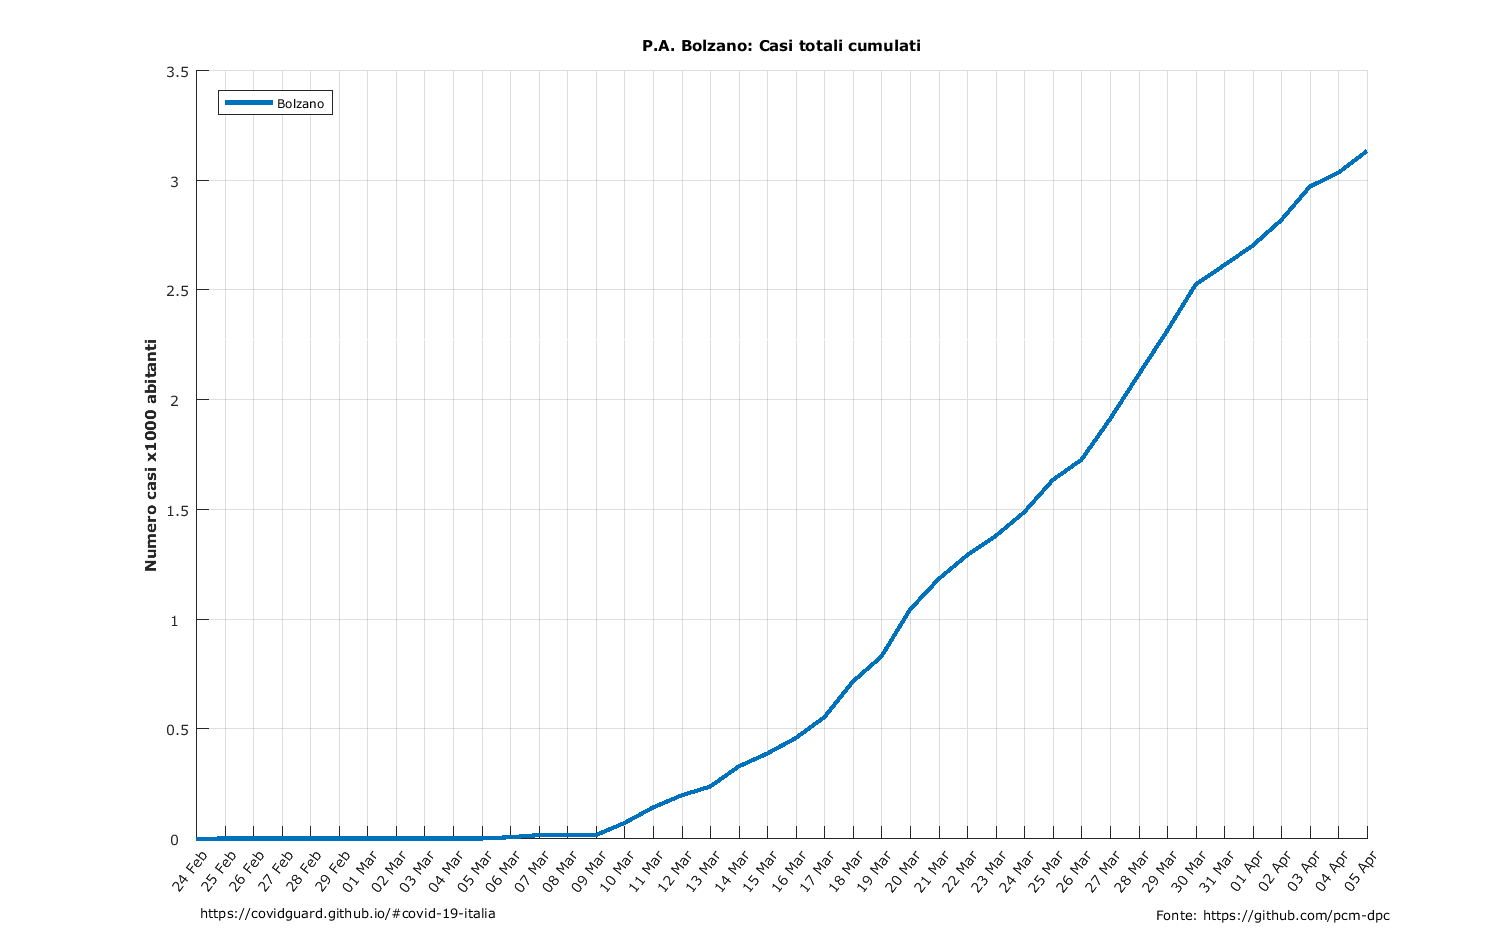 P.A. Bolzano: Casi totali cumulati
Bolzano
Numero casi x1000 abitanti
3.5
3
2.5
2
1.5
1
0.5
0
24 Feb
25 Feb
26 Feb
27 Feb
28 Feb
29 Feb
01 Mar
02 Mar
03 Mar
04 Mar
05 Mar
06 Mar
07 Mar
08 Mar
09 Mar
10 Mar
11 Mar
12 Mar
13 Mar
14 Mar
15 Mar
16 Mar
17 Mar
18 Mar
19 Mar
20 Mar
21 Mar
22 Mar
23 Mar
24 Mar
25 Mar
26 Mar
27 Mar
28 Mar
29 Mar
30 Mar
31 Mar
01 Apr
02 Apr
03 Apr
04 Apr
05 Apr
https://covidguard.github.io/#covid-19-italia
Fonte: https://github.com/pcm-dpc